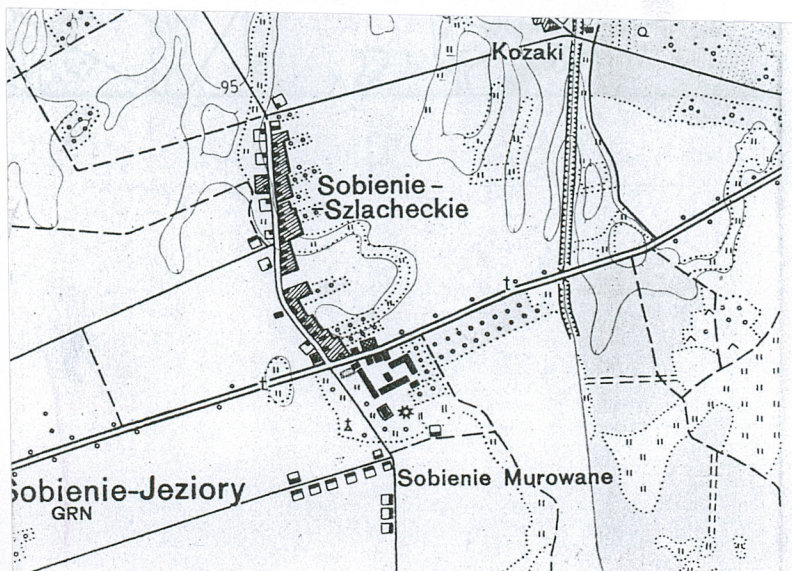 Kozaki
95
Sobienie -
Szlacheckie
Sobienie-Jeziory
GRN
Sobienie Murowane